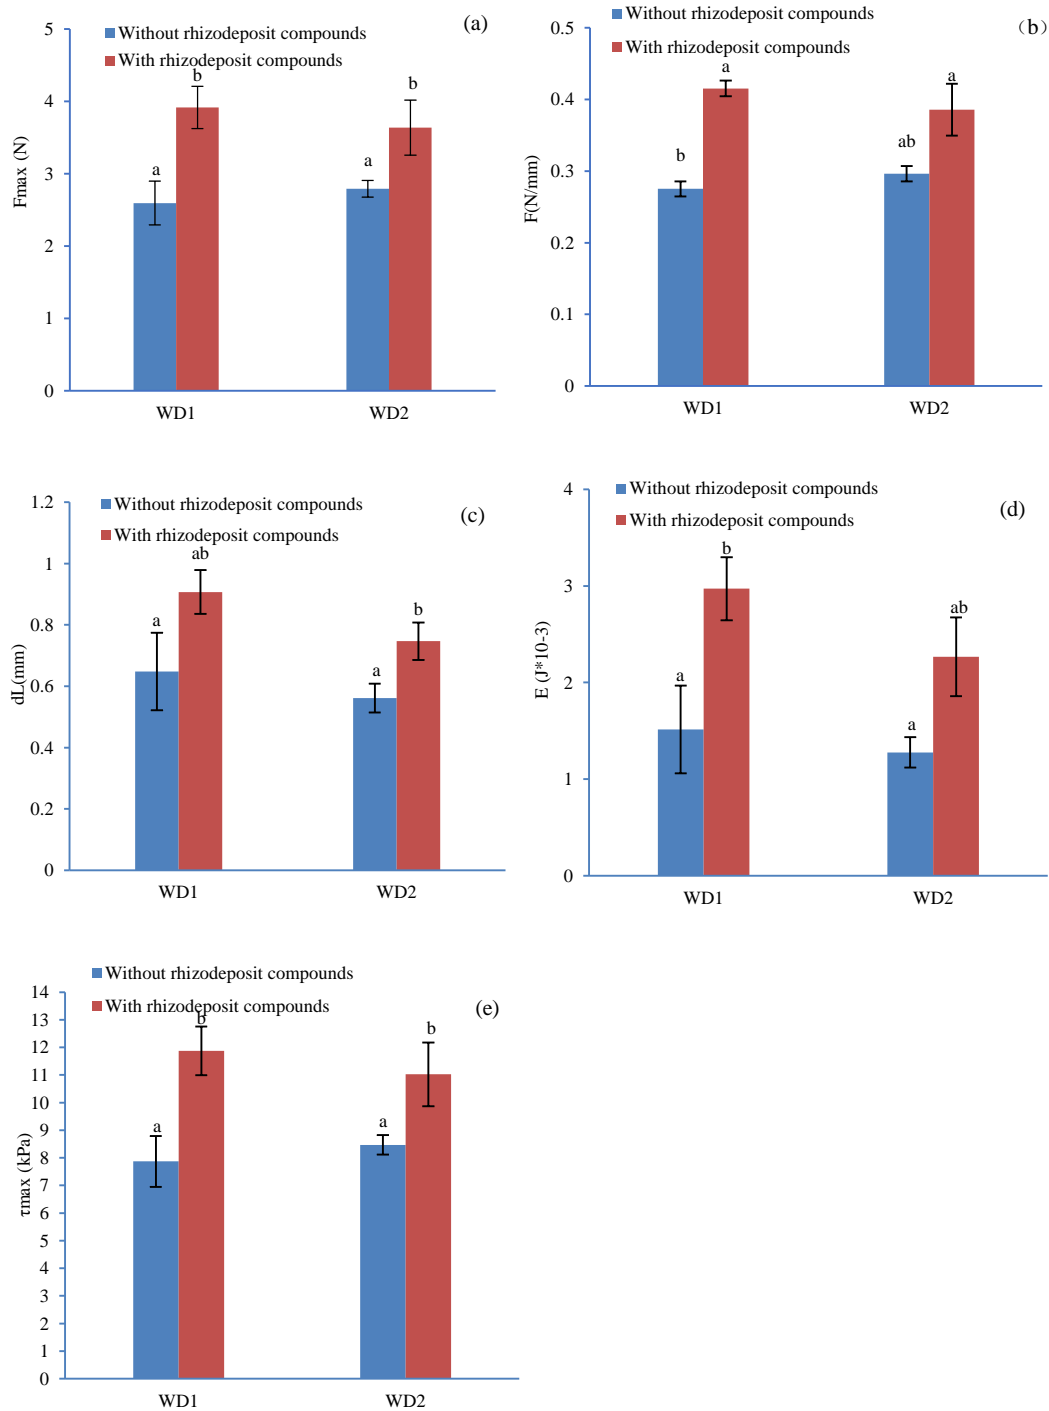 Without rhizodeposit compounds
With rhizodeposit compounds
(a)
5
4
3
2
1
0
Fmax (N)
a
b
a
b
WD1
WD2
Without rhizodeposit compounds
With rhizodeposit compounds
(b)
0.5
0.4
0.3
0.2
0.1
0
F(N/mm)
b
a
ab
a
WD1
WD2
Without rhizodeposit compounds
With rhizodeposit compounds
(c)
1.2
1
0.8
0.6
0.4
0.2
0
dL(mm)
a
ab
a
b
WD1
WD2
Without rhizodeposit compounds
With rhizodeposit compounds
(d)
4
3
2
1
0
E (J*10-3)
a
b
a
ab
WD1
WD2
Without rhizodeposit compounds
With rhizodeposit compounds
(e)
14
13
12
11
10
9
8
7
6
5
4
3
2
1
0
τmax (kPa)
a
b
a
b
WD1
WD2